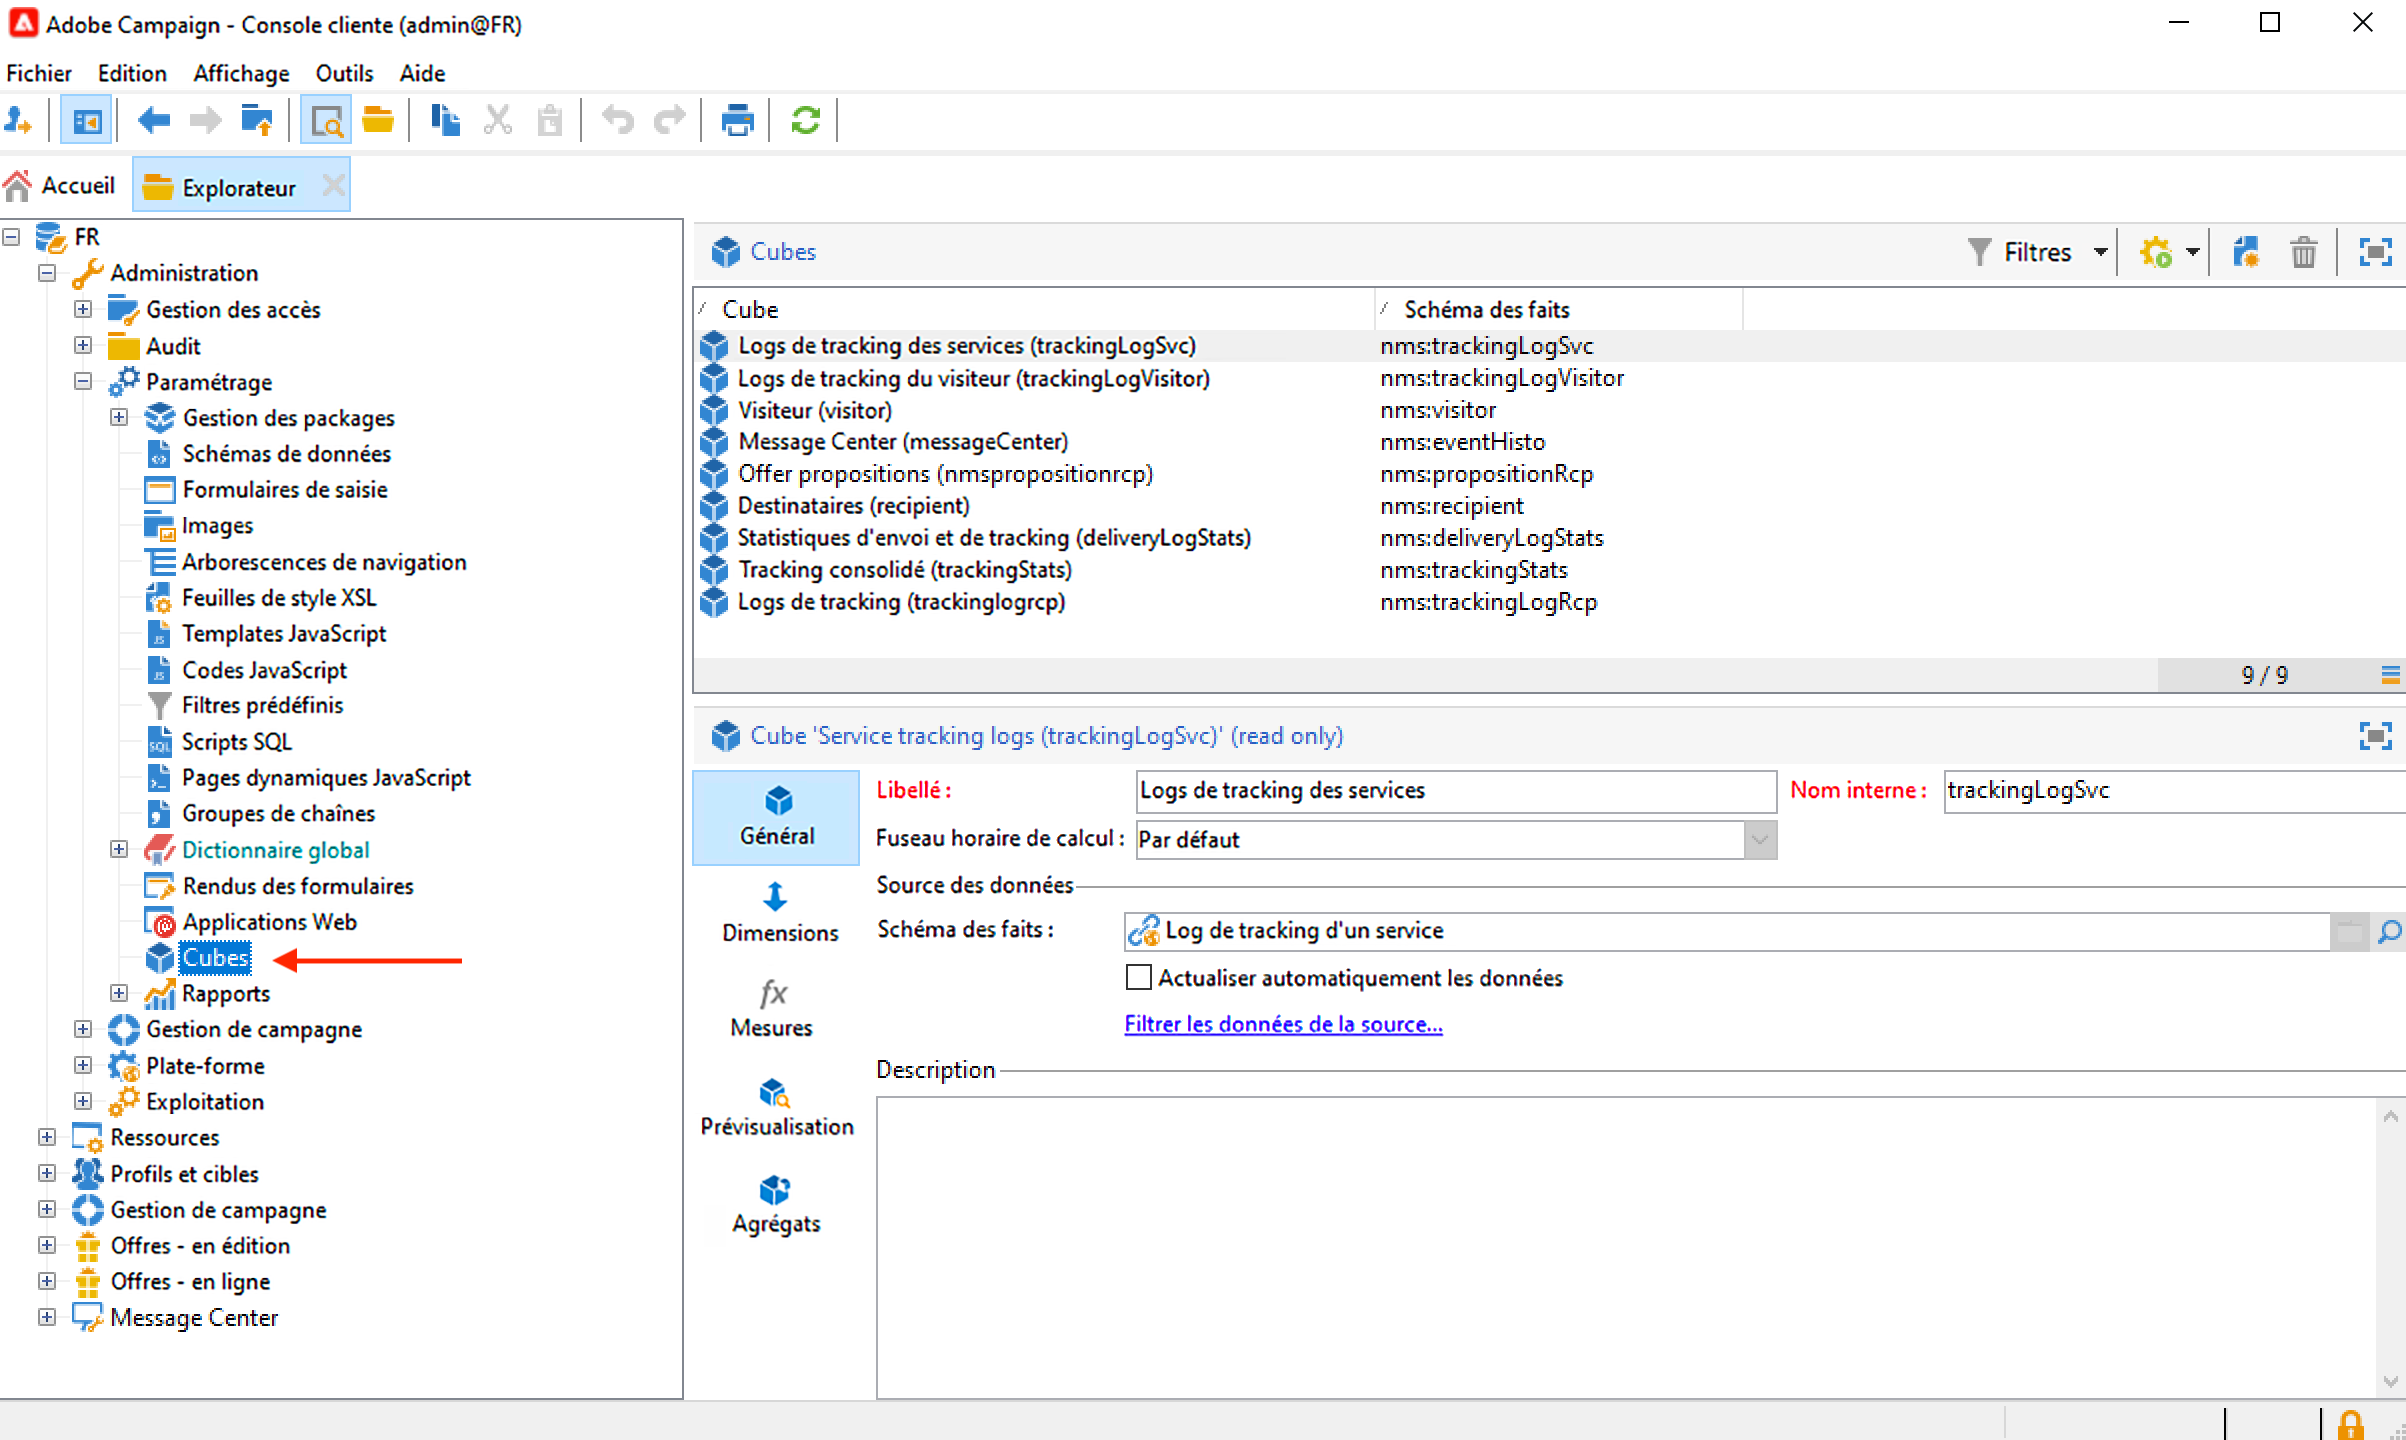 Adobe Campaign - Console cliente (admin@FR)
Fichier Edition Affichage Outils Aide
Accueil Explorateur
FR
Administration
Gestion des accès
Audit
Paramétrage
Gestion des packages
Schémas de données
Formulaires de saisie
Images
Arborescences de navigation
Feuilles de style XSL
Templates JavaScript
Codes JavaScript
Filtres prédéfinis
Scripts SQL
Pages dynamiques JavaScript
Groupes de chaînes
Dictionnaire global
Rendus des formulaires
Applications Web
Cubes
Rapports
Gestion de campagne
Plate-forme
Exploitation
Ressources
Profils et cibles
Gestion de campagne
Offres - en édition
Offres - en ligne
Message Center
Cubes Filtres
Cube Schéma des faits
Logs de tracking des services (trackingLogSvc) nms:trackingLogSvc
Logs de tracking du visiteur (trackingLogVisitor) nms:trackingLogVisitor
Visiteur (visitor) nms:visitor
Message Center (messageCenter) nms:eventHisto
Offer propositions (nmspropositionrcp) nms:propositionRcp
Destinataires (recipient) nms:recipient
Statistiques d'envoi et de tracking (deliveryLogStats) nms:deliveryLogStats
Tracking consolidé (trackingStats) nms:trackingStats
Logs de tracking (trackinglogrcp) nms:trackingLogRcp
9 / 9
Cube 'Service tracking logs (trackingLogSvc)' (read only)
Général
Dimensions
fx
Mesures
Prévisualisation
Agrégats
Libellé : Logs de tracking des services Nom interne : trackingLogSvc
Fuseau horaire de calcul : Par défaut
Source des données
Schéma des faits : Log de tracking d'un service
Actualiser automatiquement les données
Filtrer les données de la source...
Description